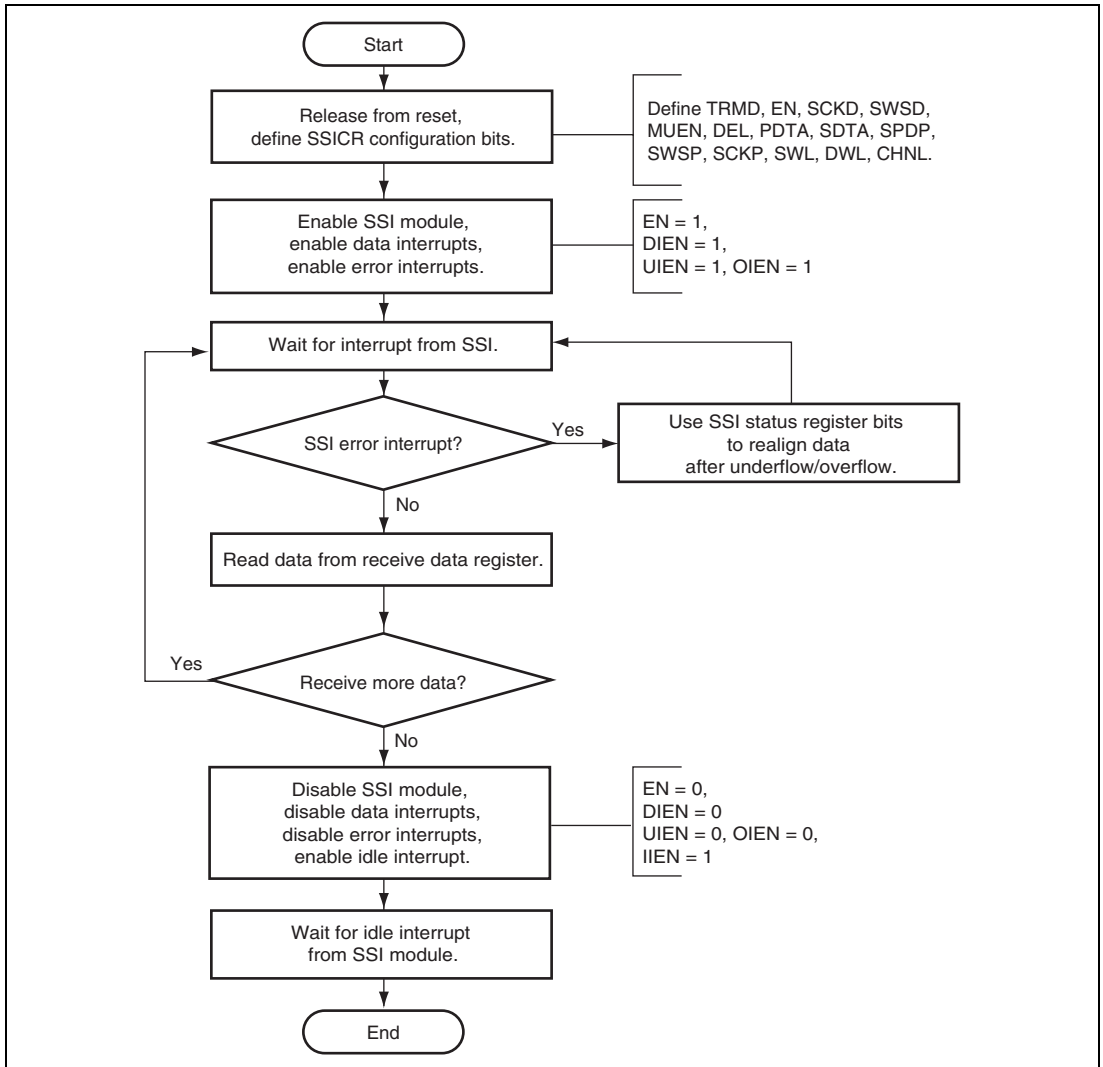 Start
Release from reset,
define SSICR configuration bits.
Define TRMD, EN, SCKD, SWSD,
MUEN, DEL, PDTA, SDTA, SPDP,
SWSP, SCKP, SWL, DWL, CHNL.
Enable SSI module,
enable data interrupts,
enable error interrupts.
EN = 1,
DIEN = 1,
UIEN = 1, OIEN = 1
Wait for interrupt from SSI.
SSI error interrupt?
Yes
Use SSI status register bits
to realign data
after underflow/overflow.
No
Read data from receive data register.
Yes
Receive more data?
No
Disable SSI module,
disable data interrupts,
disable error interrupts,
enable idle interrupt.
EN = 0,
DIEN = 0
UIEN = 0, OIEN = 0,
IIEN = 1
Wait for idle interrupt
from SSI module.
End